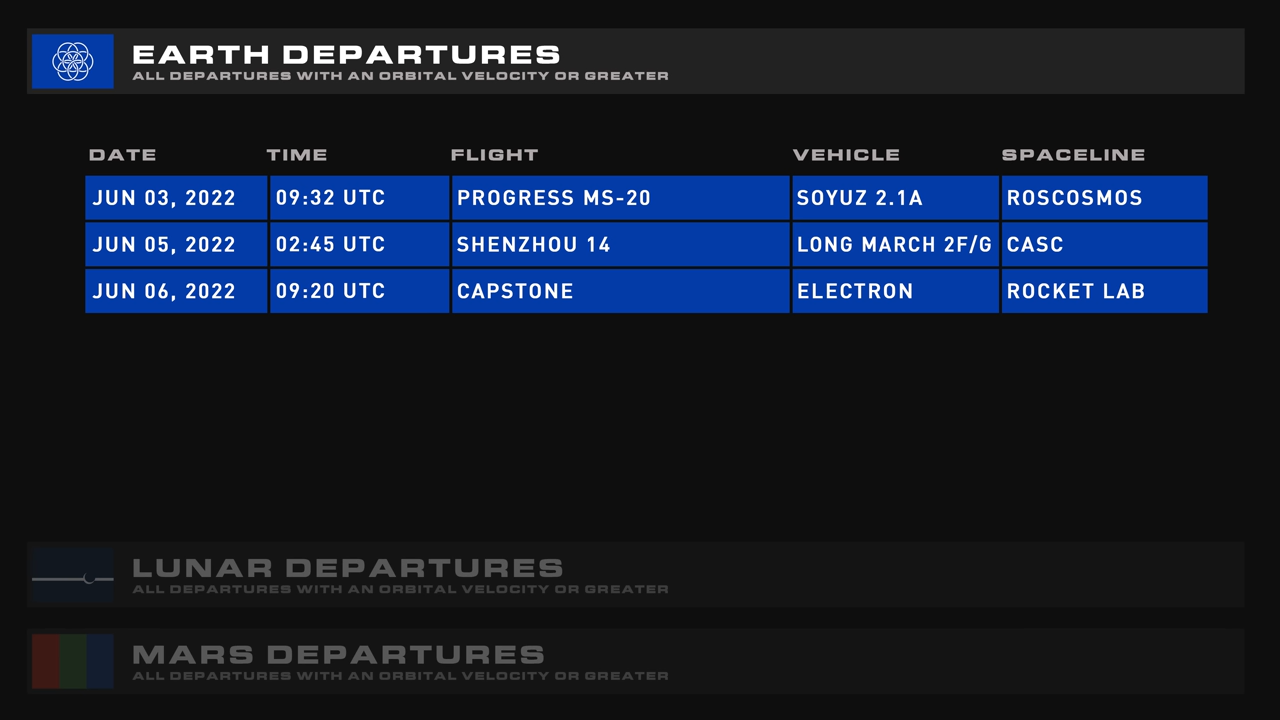 EARTH DEPARTURES
ALL DEPARTURES WITH AN ORBITAL VELOCITY OR GREATER
DATE TIME FLIGHT VEHICLE SPACELINE
JUN 03, 2022 09:32 UTC PROGRESS MS-20 SOYUZ 2.1A ROSCOSMOS
JUN 05, 2022 02:45 UTC SHENZHOU 14 LONG MARCH 2F/G CASC
JUN 06, 2022 09:20 UTC CAPSTONE ELECTRON ROCKET LAB
LUNAR DEPARTURES
ALL DEPARTURES WITH AN ORBITAL VELOCITY OR GREATER
MARS DEPARTURES
ALL DEPARTURES WITH AN ORBITAL VELOCITY OR GREATER